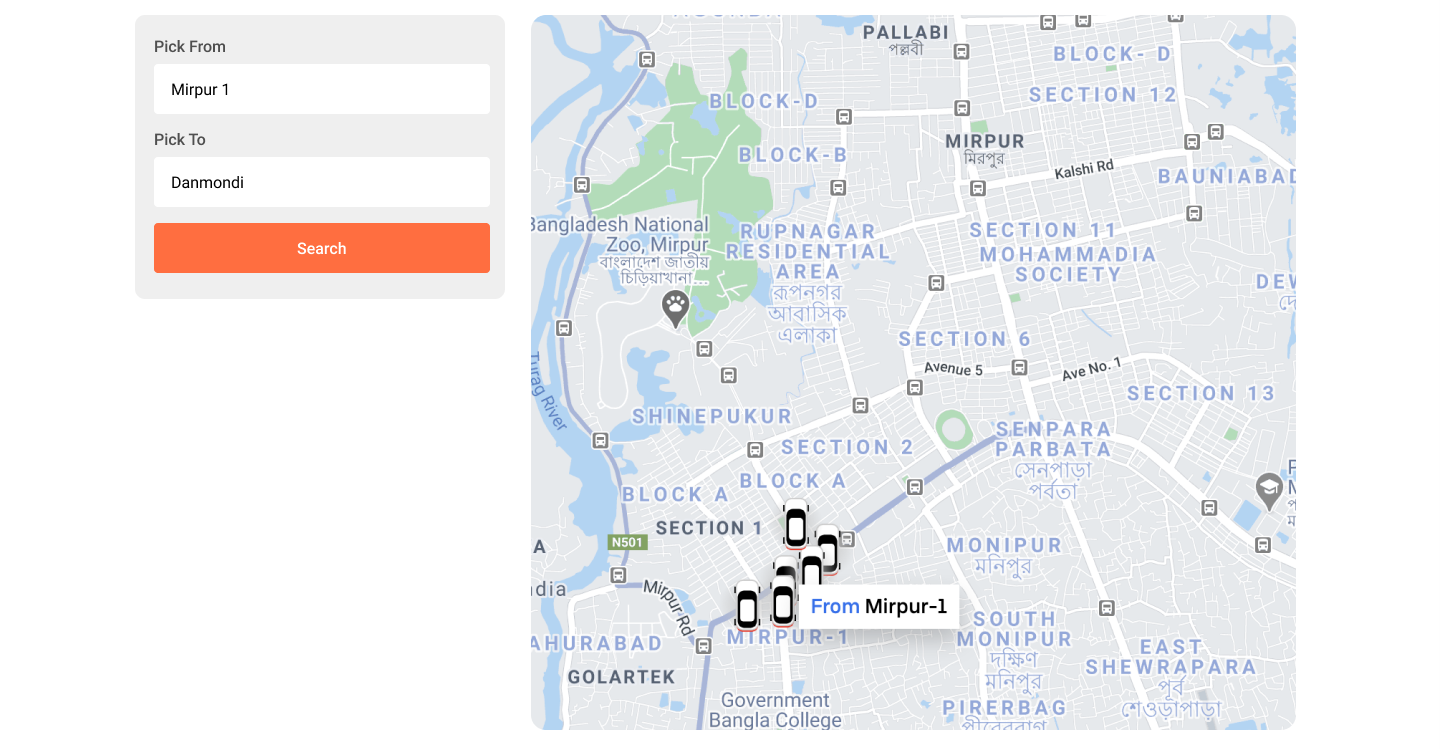 Pick From
Mirpur 1
Pick To
Danmondi
Search
PALLABI
পল্লবী
BLOCK- D
SECTION 12
BLOCK-D
MIRPUR
মিরপুর
BLOCK-B
Kalshi Rd
BAUNIABAD
Bangladesh National
Zoo, Mirpur
বাংলাদেশ জাতীয়
চিড়িয়াখানা...
RUPNAGAR
RESIDENTIAL
AREA
রূপনগর
আবাসিক
এলাকা
SECTION 11
MOHAMMADIA
SOCIETY
DEW
SECTION 6
Avenue 5
Ave No. 1
SECTION 13
Turag River
SHINEPUKUR
SECTION 2
SENPARA
PARBATA
সেনপাড়া
পর্বতা
BLOCK A
BLOCK A
SECTION 1
N501
MONIPUR
মনিপুর
Mirpur Rd
From Mirpur-1
MIRPUR-1
SOUTH
MONIPUR
দক্ষিণ
মনিপুর
AHURABAD
GOLARTEK
EAST
SHEWRAPARA
পূর্ব
শেওড়াপাড়া
Government
Bangla College
PIRERBAG
পীরেরবাগ